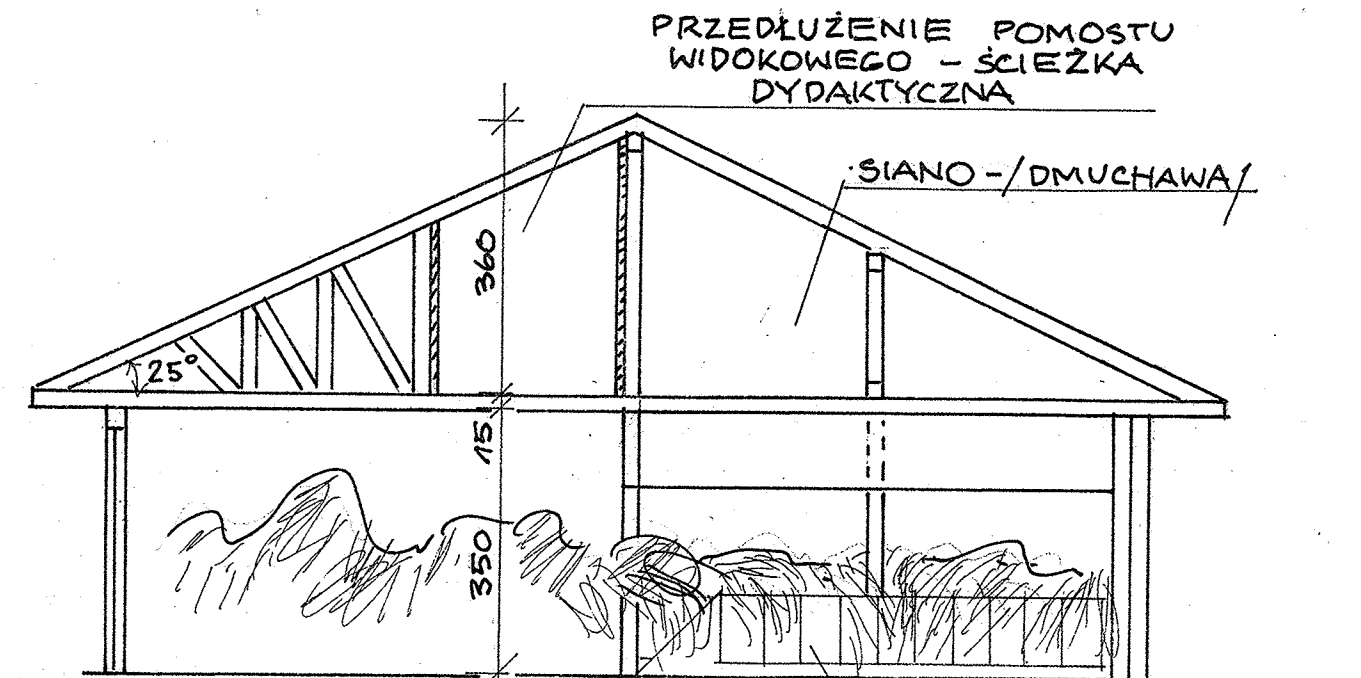 PRZEDŁUŻENIE POMOSTU
WIDOKOWEGO - ŚCIEŻKA
DYDAKTYCZNA
SIANO - /DMUCHAWA/
360
25°
15
350